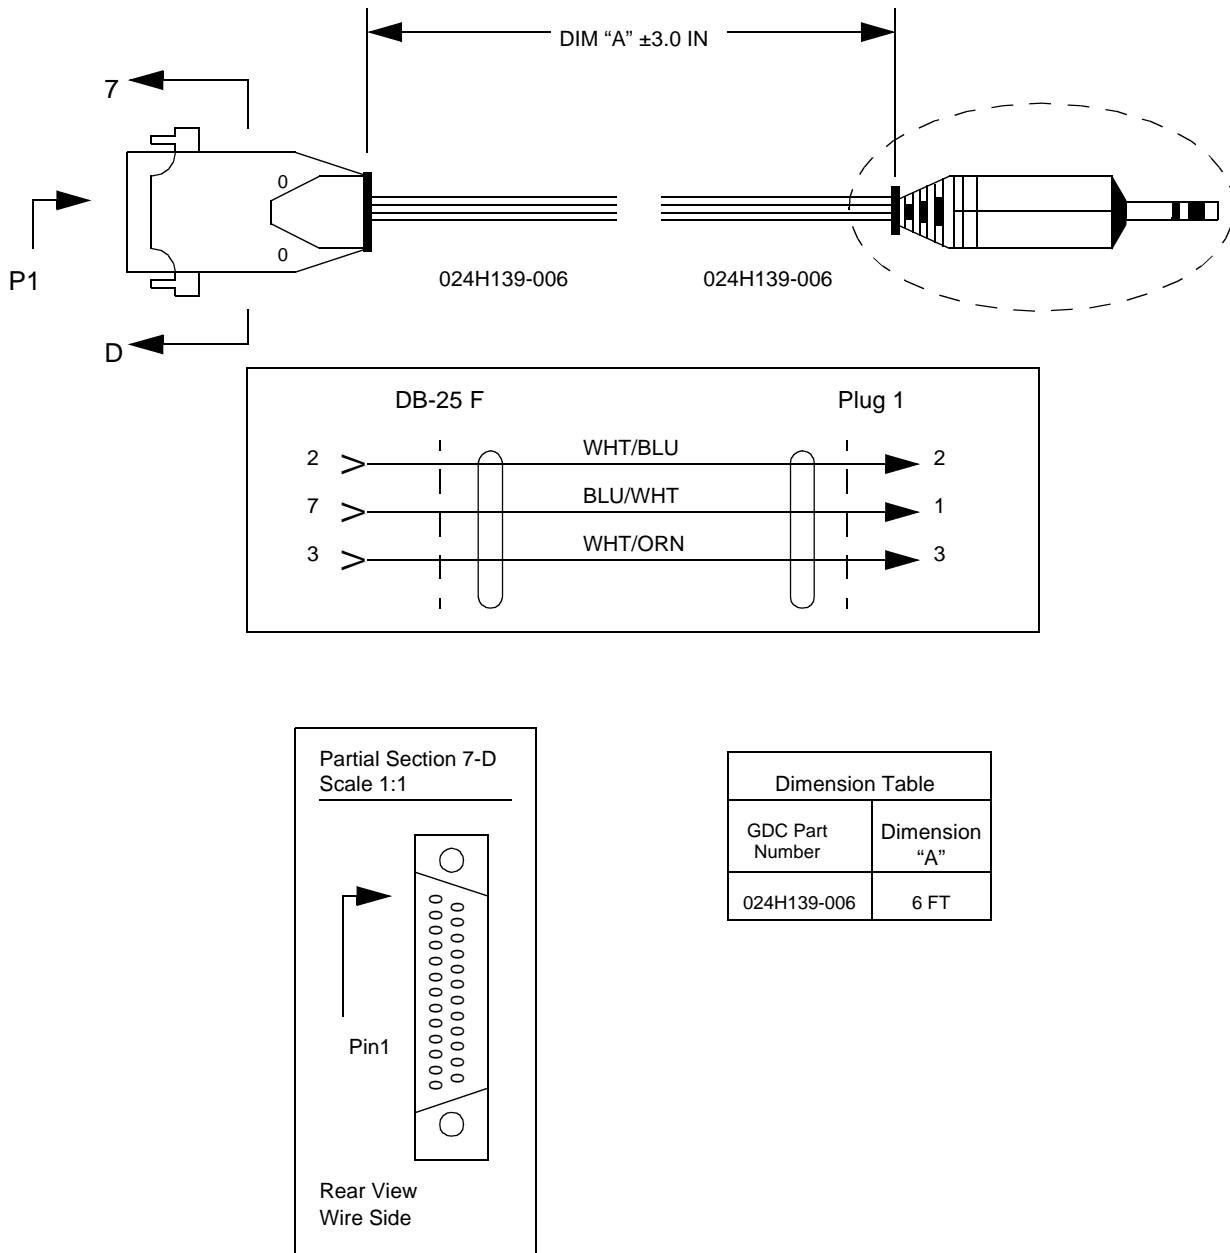 DIM “A” ±3.0 IN
7
0
0
P1
024H139-006 024H139-006
D
DB-25 F Plug 1
2 WHT/BLU 2
7 BLU/WHT 1
3 WHT/ORN 3
Partial Section 7-D
Scale 1:1
Pin1
Rear View
Wire Side
Dimension Table
GDC Part
Number
Dimension
“A”
024H139-006 6 FT